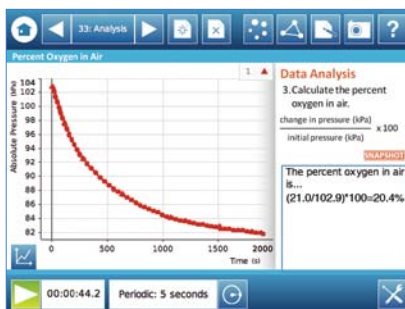 33: Analysis
?
Percent Oxygen in Air
1
Absolute Pressure (kPa)
104
102
100
98
96
94
92
90
88
86
84
82
0
500
1000
1500
2000
Time (s)
Data Analysis
3. Calculate the percent
oxygen in air.
change in pressure (kPa)
x 100
initial pressure (kPa)
SNAPSHOT
The percent oxygen in air
is...
(21.0/102.9)*100=20.4%
00:00:44.2
Periodic: 5 seconds